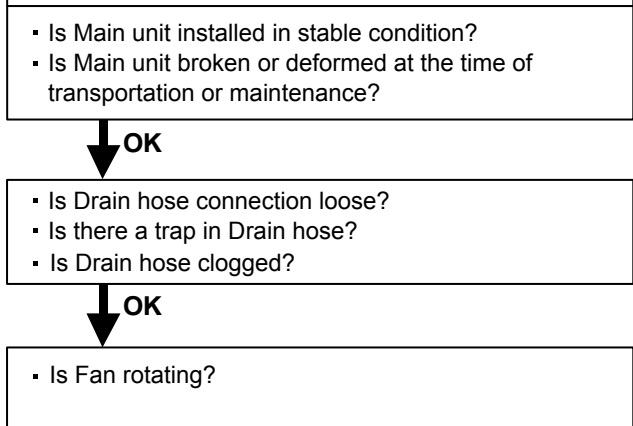 ▪ Is Main unit installed in stable condition?
▪ Is Main unit broken or deformed at the time of
transportation or maintenance?
OK
▪ Is Drain hose connection loose?
▪ Is there a trap in Drain hose?
▪ Is Drain hose clogged?
OK
▪ Is Fan rotating?